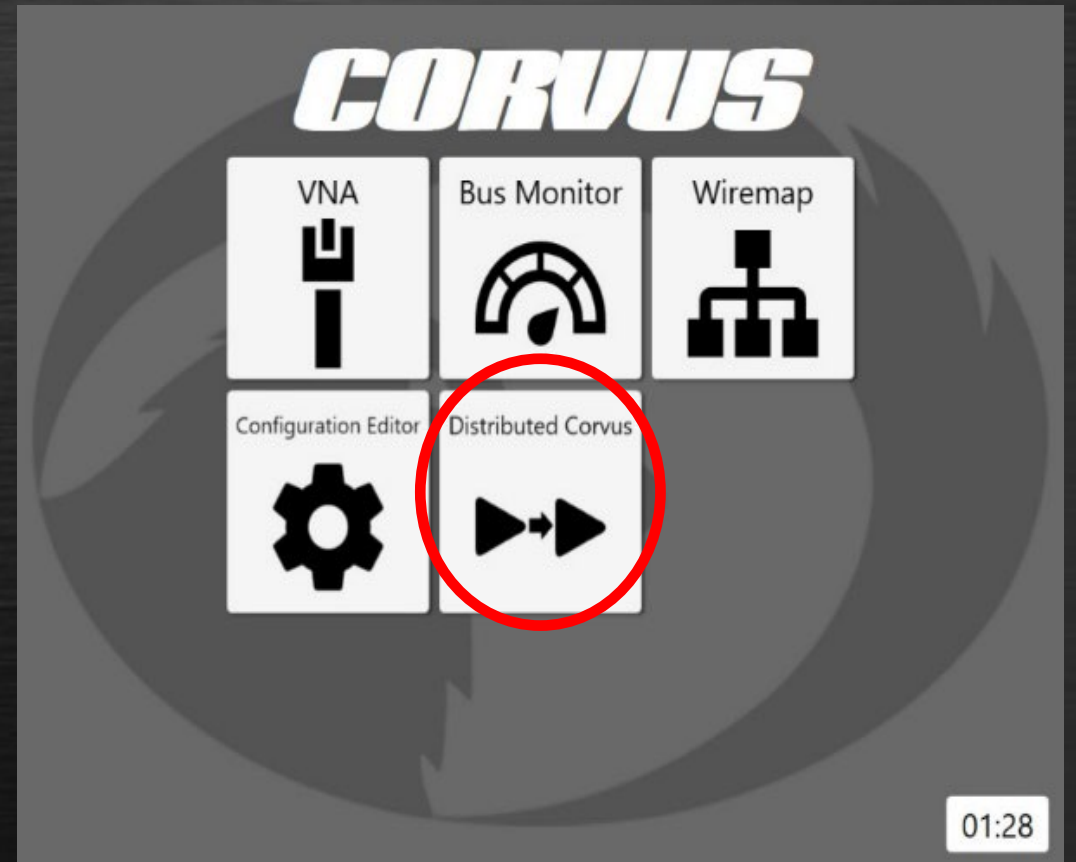 CORVUS
VNA
Bus Monitor
Wiremap
Configuration Editor
Distributed Corvus
01:28